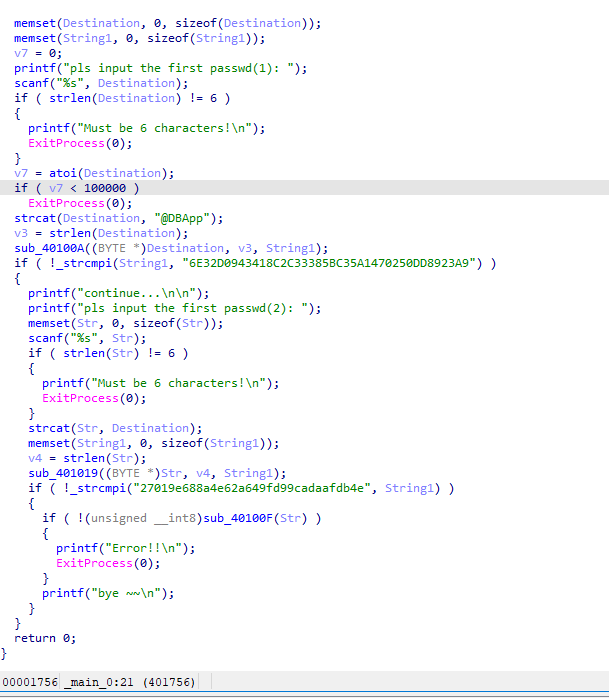 memset(Destination, 0, sizeof(Destination));
memset(String1, 0, sizeof(String1));
v7 = 0;
printf("pls input the first passwd(1): ");
scanf("%s", Destination);
if ( strlen(Destination) != 6 )
{
printf("Must be 6 characters!\n");
ExitProcess(0);
}
v7 = atoi(Destination);
if ( v7 < 100000 )
ExitProcess(0);
strcat(Destination, "@DBApp");
v3 = strlen(Destination);
sub_40100A((BYTE *)Destination, v3, String1);
if ( !_strcmpi(String1, "6E32D0943418C2C33385BC35A1470250DD8923A9") )
{
printf("continue...\n\n");
printf("pls input the first passwd(2): ");
memset(Str, 0, sizeof(Str));
scanf("%s", Str);
if ( strlen(Str) != 6 )
{
printf("Must be 6 characters!\n");
ExitProcess(0);
}
strcat(Str, Destination);
memset(String1, 0, sizeof(String1));
v4 = strlen(Str);
sub_401019((BYTE *)Str, v4, String1);
if ( !_strcmpi("27019e688a4e62a649fd99cadaafdb4e", String1) )
{
if ( !(unsigned __int8)sub_40100F(Str) )
{
printf("Error!!\n");
ExitProcess(0);
}
printf("bye ~~\n");
}
}
return 0;
}
00001756 _main_0:21 (401756)